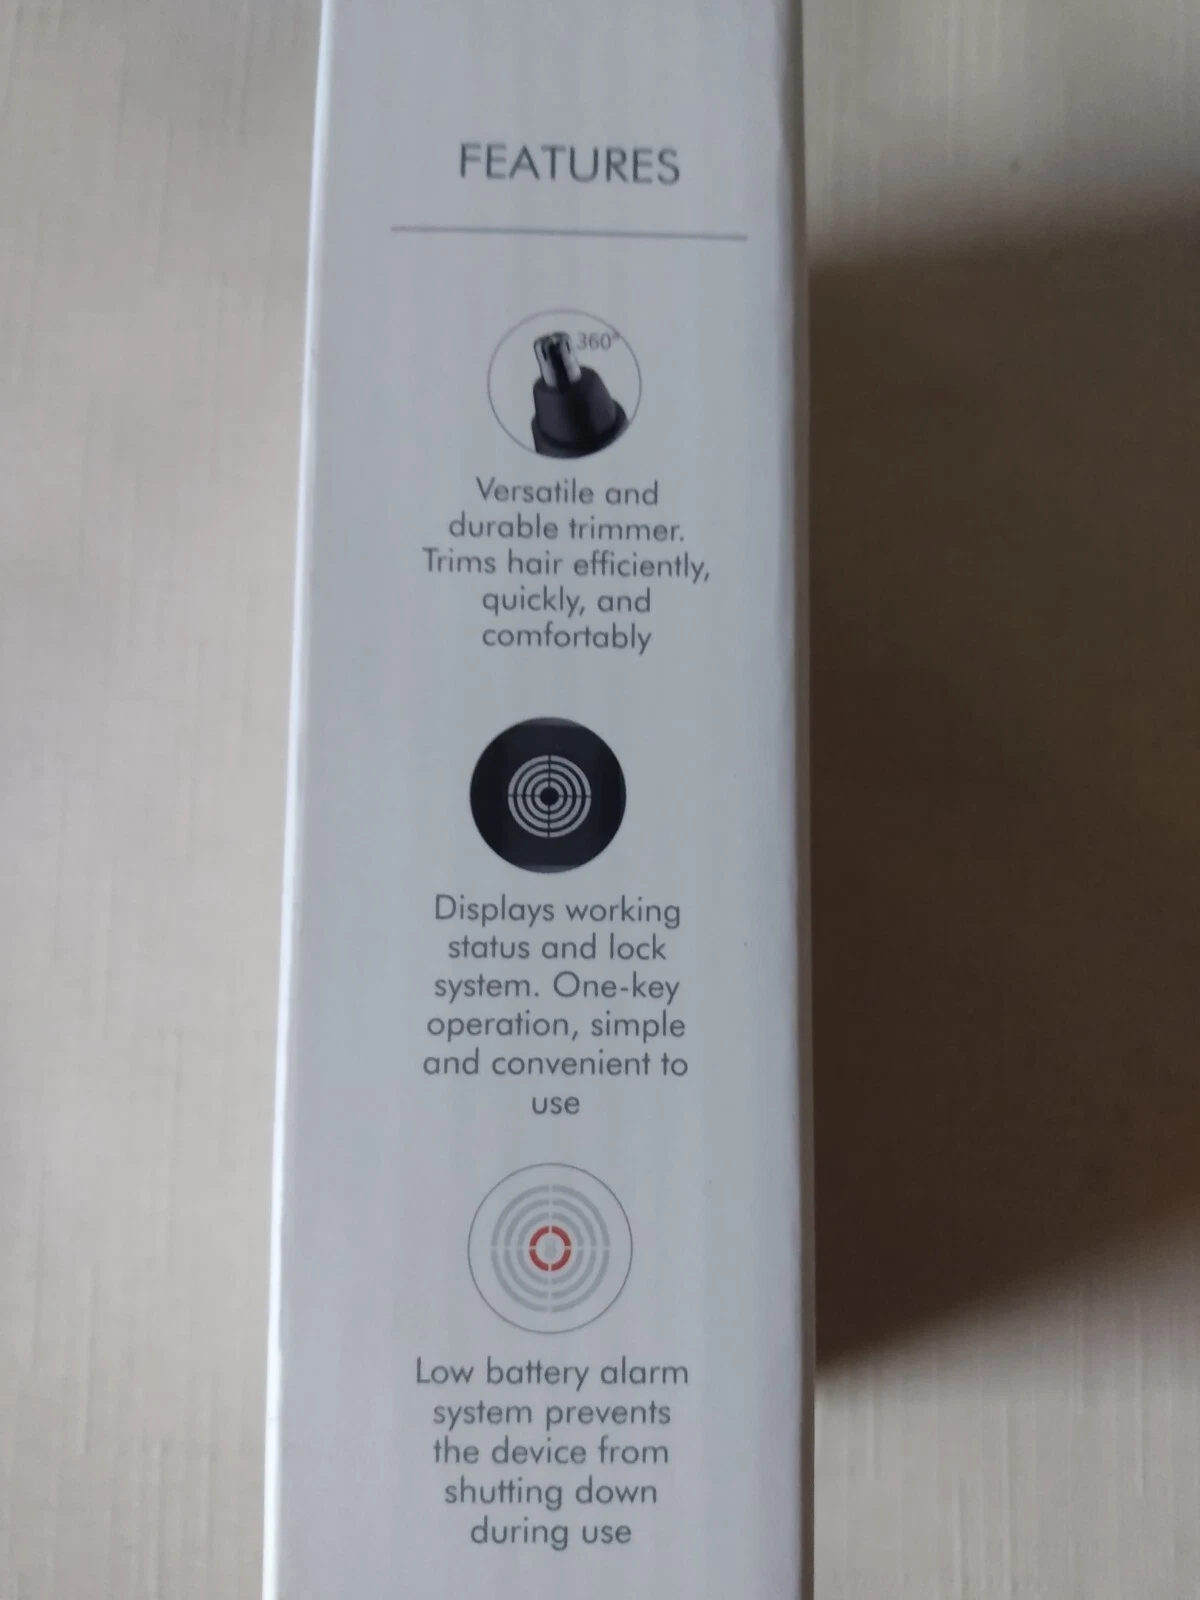 FEATURES
360°
Versatile and
durable trimmer.
Trims hair efficiently,
quickly, and
comfortably
Displays working
status and lock
system. One-key
operation, simple
and convenient to
use
Low battery alarm
system prevents
the device from
shutting down
during use